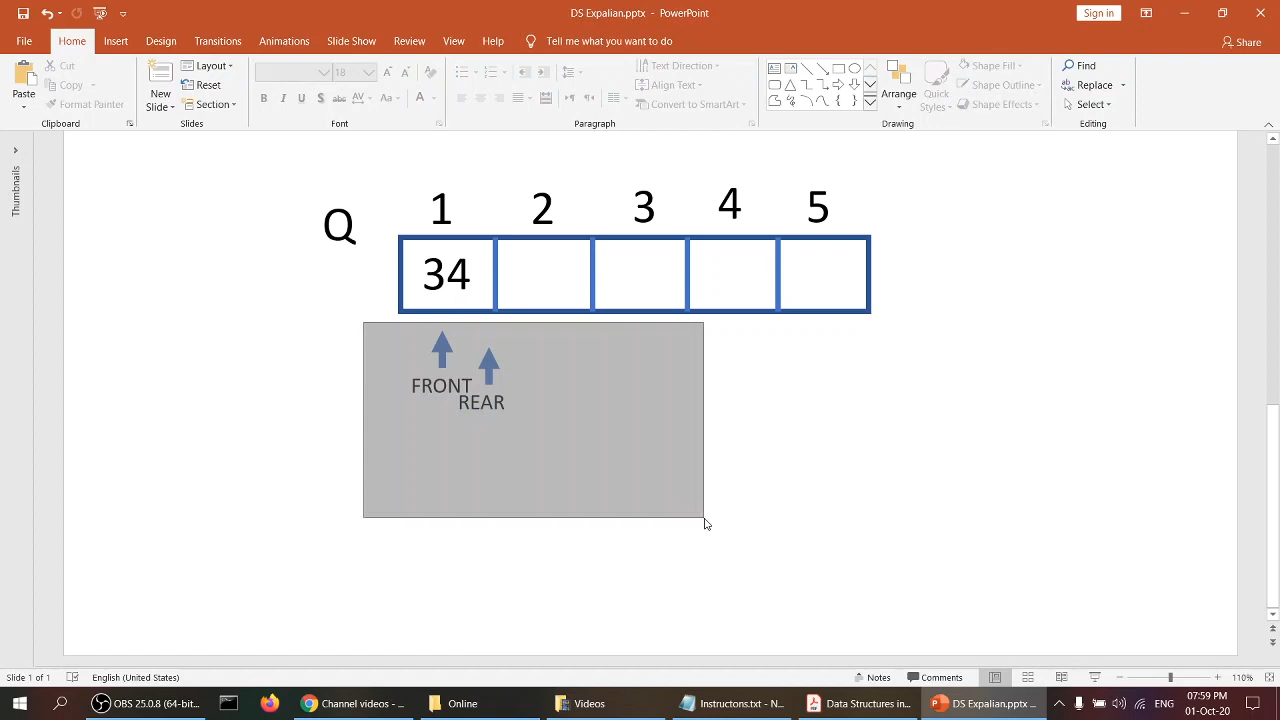 DS Expalian.pptx - PowerPoint
Sign in
File Home Insert Design Transitions Animations Slide Show Review View Help Tell me what you want to do
Share
Paste
Cut
Copy
Format Painter
Clipboard
New Slide
Layout
Reset
Section
Slides
18
B I U S abc AV Aa A
Font
Text Direction
Align Text
Convert to SmartArt
Paragraph
Arrange
Quick Styles
Shape Fill
Shape Outline
Shape Effects
Drawing
Find
Replace
Select
Editing
Thumbnails
Q 1 2 3 4 5
34
FRONT
REAR
Slide 1 of 1 English (United States) Notes Comments 110%
OBS 25.0.8 (64-bit... Channel videos - ... Online Videos Instructons.txt - N... Data Structures in... DS Expalian.pptx ... ENG
07:59 PM
01-Oct-20